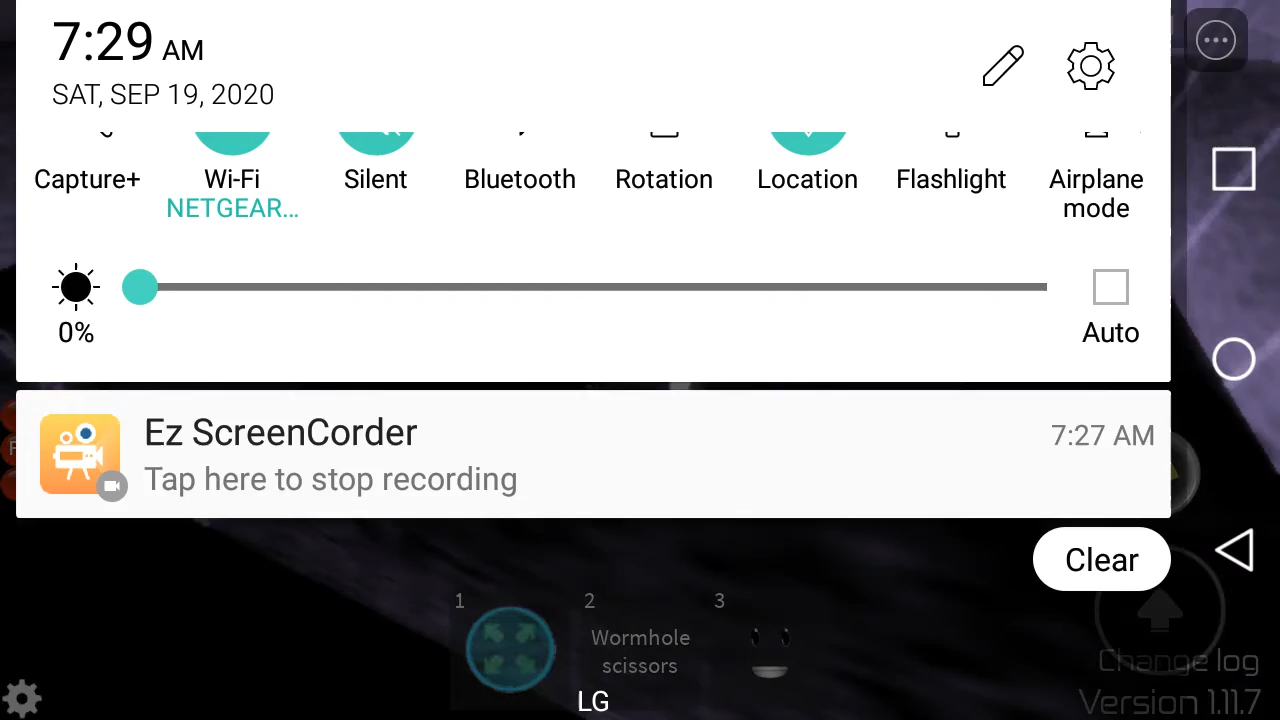 7:29 AM
SAT, SEP 19, 2020
Capture+
Wi-Fi
NETGEAR...
Silent
Bluetooth
Rotation
Location
Flashlight
Airplane
mode
0%
Auto
Ez ScreenCorder
7:27 AM
Tap here to stop recording
Clear
1
2
3
Wormhole
scissors
Change log
Version 1.11.7
LG